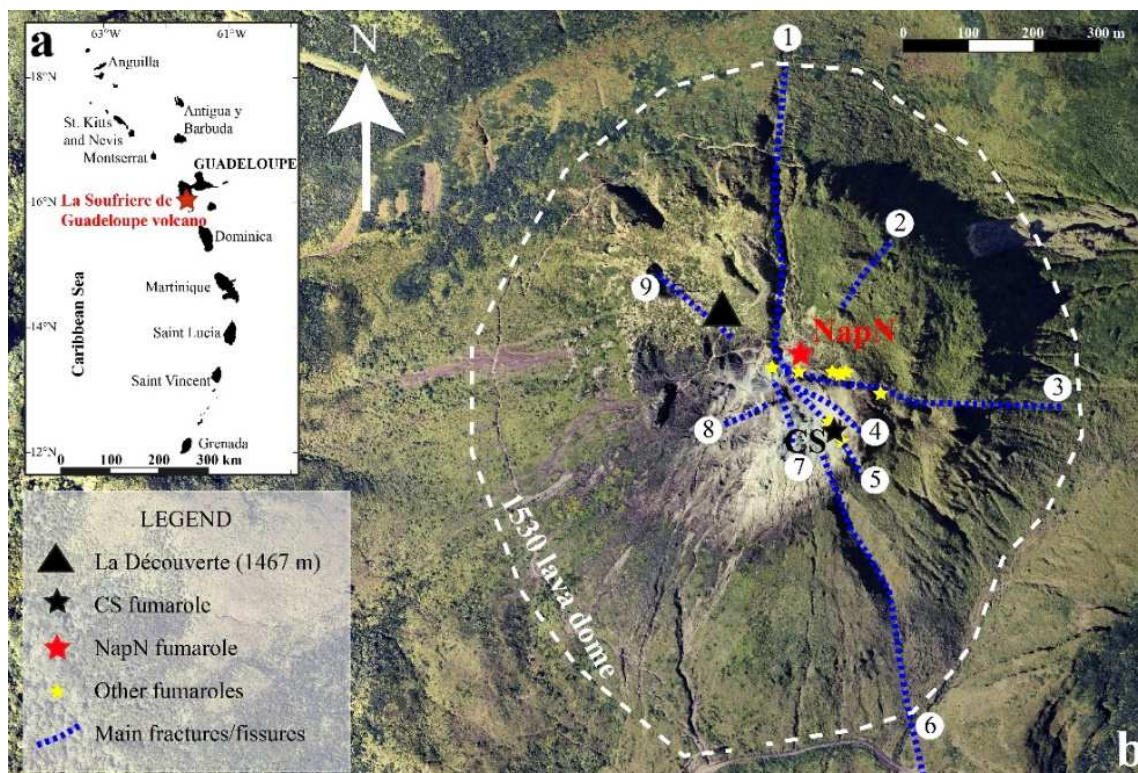 a
63°W 61°W
18°N
Anguilla
Antigua y
Barbuda
St. Kitts
and Nevis
Montserrat
GUADELOUPE
16°N
La Soufriere de
Guadeloupe volcano
Dominica
Martinique
Caribbean Sea
14°N
Saint Lucia
Saint Vincent
Grenada
12°N
0 100 200 300 km
LEGEND
La Découverte (1467 m)
CS fumarole
NapN fumarole
Other fumaroles
Main fractures/fissures
N
1
0 100 200 300 m
2
9
NapN
3
8
CS
4
7
5
1530 lava dome
6
b